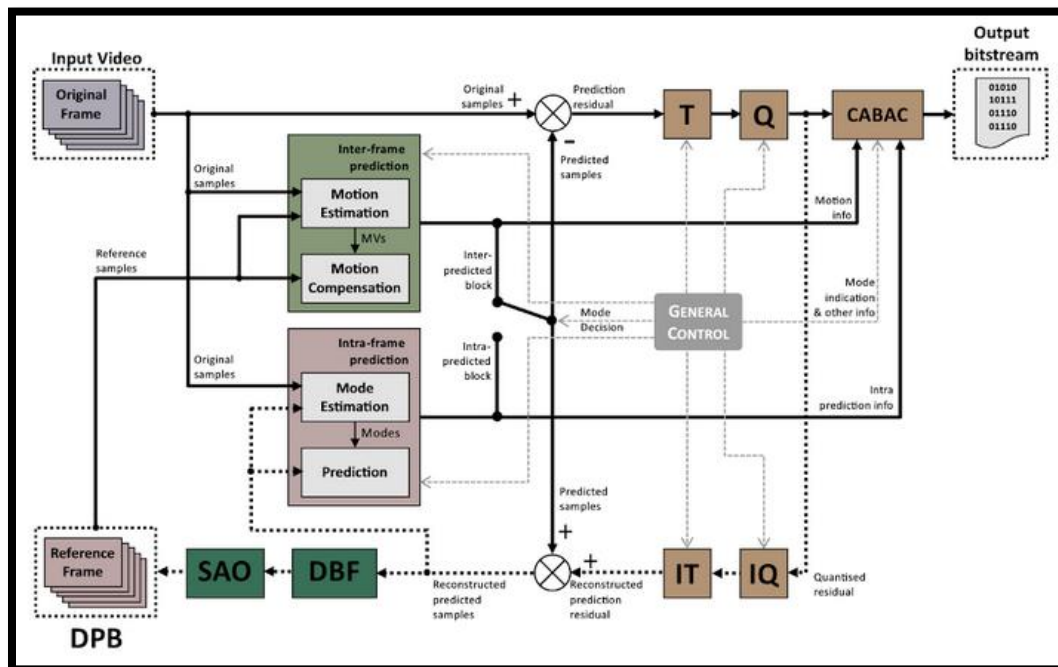 Input Video
Original
Frame
Original
samples
+
Prediction
residual
T
Q
CABAC
Output
bitstream
01010
10111
01110
01110
Inter-frame
prediction
Original
samples
Motion
Estimation
MVs
Motion
Compensation
Reference
samples
–
Predicted
samples
Motion
info
Inter-
predicted
block
Mode
Decision
GENERAL
CONTROL
Mode
indication
& other info
Intra-frame
prediction
Intra-
predicted
block
Original
samples
Mode
Estimation
Modes
Prediction
Intra
prediction info
Predicted
samples
+
+
Reference
Frame
DPB
SAO
DBF
Reconstructed
predicted
samples
Reconstructed
prediction
residual
IT
IQ
Quantised
residual